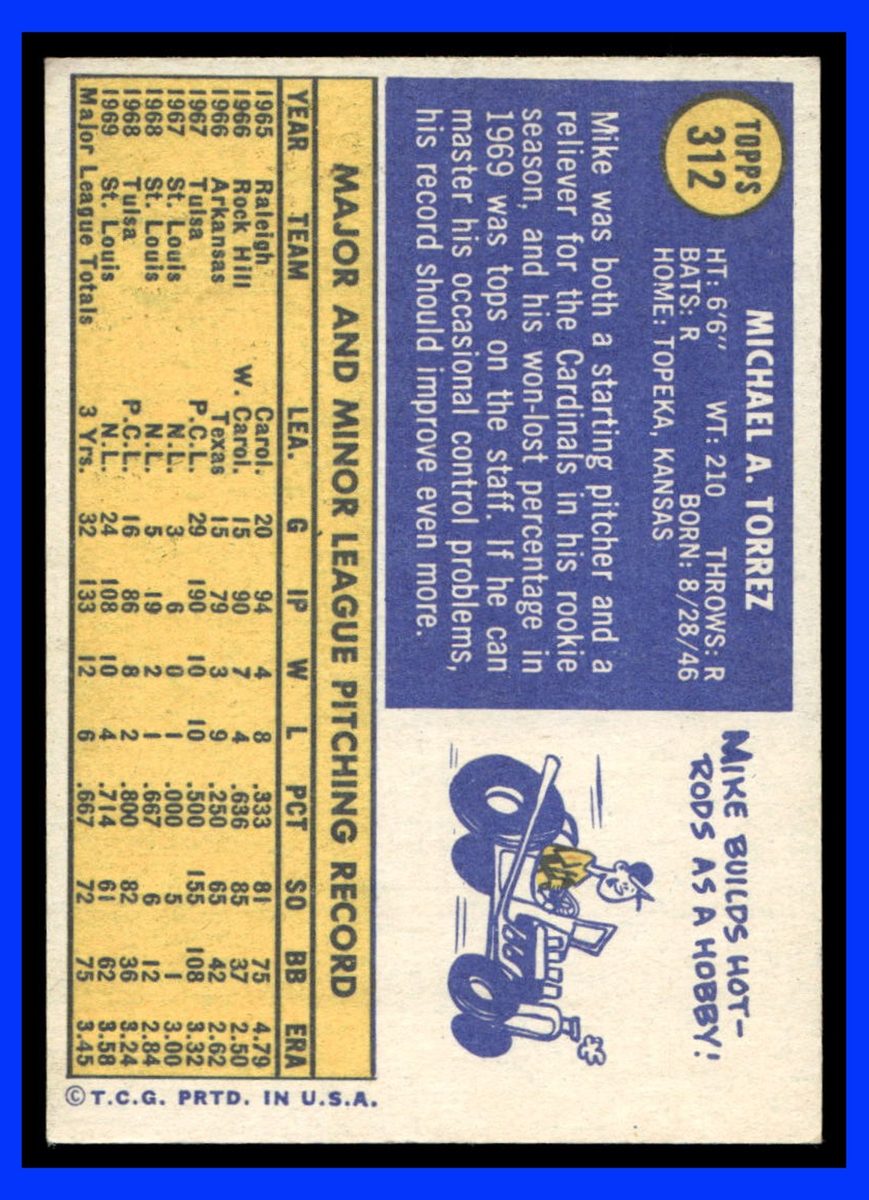 TOPPS
312
MICHAEL A. TORREZ
HT: 6'6" WT: 210 THROWS: R
BATS: R BORN: 8/28/46
HOME: TOPEKA, KANSAS
Mike was both a starting pitcher and a
reliever for the Cardinals in his rookie
season, and his won-lost percentage in
1969 was tops on the staff. If he can
master his occasional control problems,
his record should improve even more.
MIKE BUILDS HOT-
RODS AS A HOBBY!
MAJOR AND MINOR LEAGUE PITCHING RECORD
YEAR TEAM LEA. G IP W L PCT SO BB ERA
1965 Raleigh Carol. 20 94 4 8 .333 81 75 4.79
1966 Rock Hill W. Carol. 15 90 7 4 .636 85 37 2.50
1966 Arkansas Texas 15 79 3 9 .250 65 42 2.62
1967 Tulsa P.C.L. 29 190 10 10 .500 155 108 3.32
1967 St. Louis N.L. 3 6 0 1 .000 5 1 3.00
1968 St. Louis N.L. 5 19 2 1 .667 6 12 2.84
1968 Tulsa P.C.L. 16 86 8 2 .800 82 36 3.24
1969 St. Louis N.L. 24 108 10 4 .714 61 62 3.58
Major League Totals 3 Yrs. 32 133 12 6 .667 72 75 3.45
© T.C.G. PRTD. IN U.S.A.